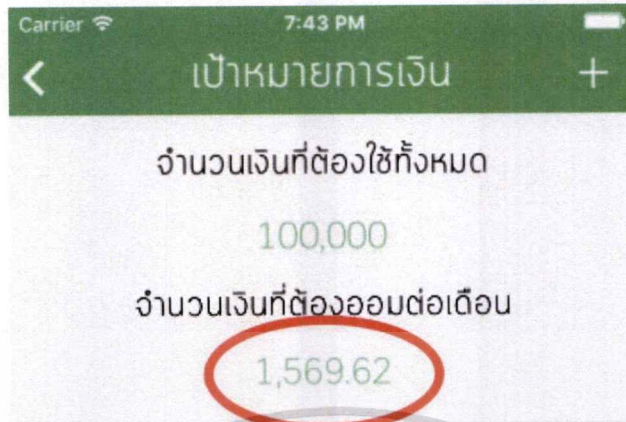 Carrier 7:43 PM
เป้าหมายการเงิน
จำนวนเงินที่ต้องใช้ทั้งหมด
100,000
จำนวนเงินที่ต้องออมต่อเดือน
1,569.62